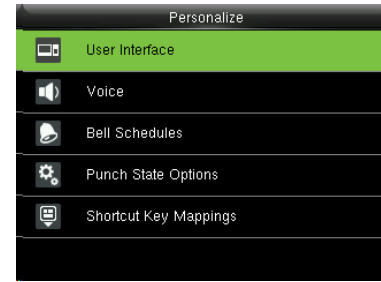 Personalize
User Interface
Voice
Bell Schedules
Punch State Options
Shortcut Key Mappings